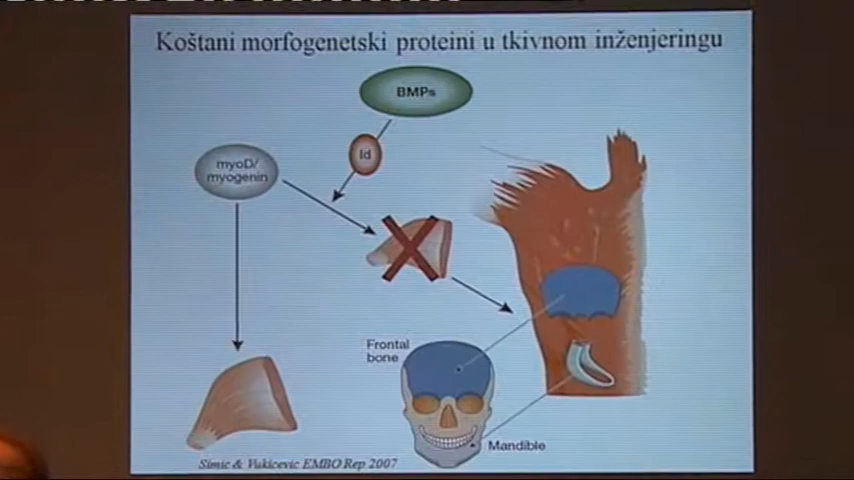 Koštani morfogenetski proteini u tkivnom inženjeringu
BMPs
Id
myoD/
myogenin
Frontal
bone
Mandible
Simic & Vukicevic EMBO Rep 2007